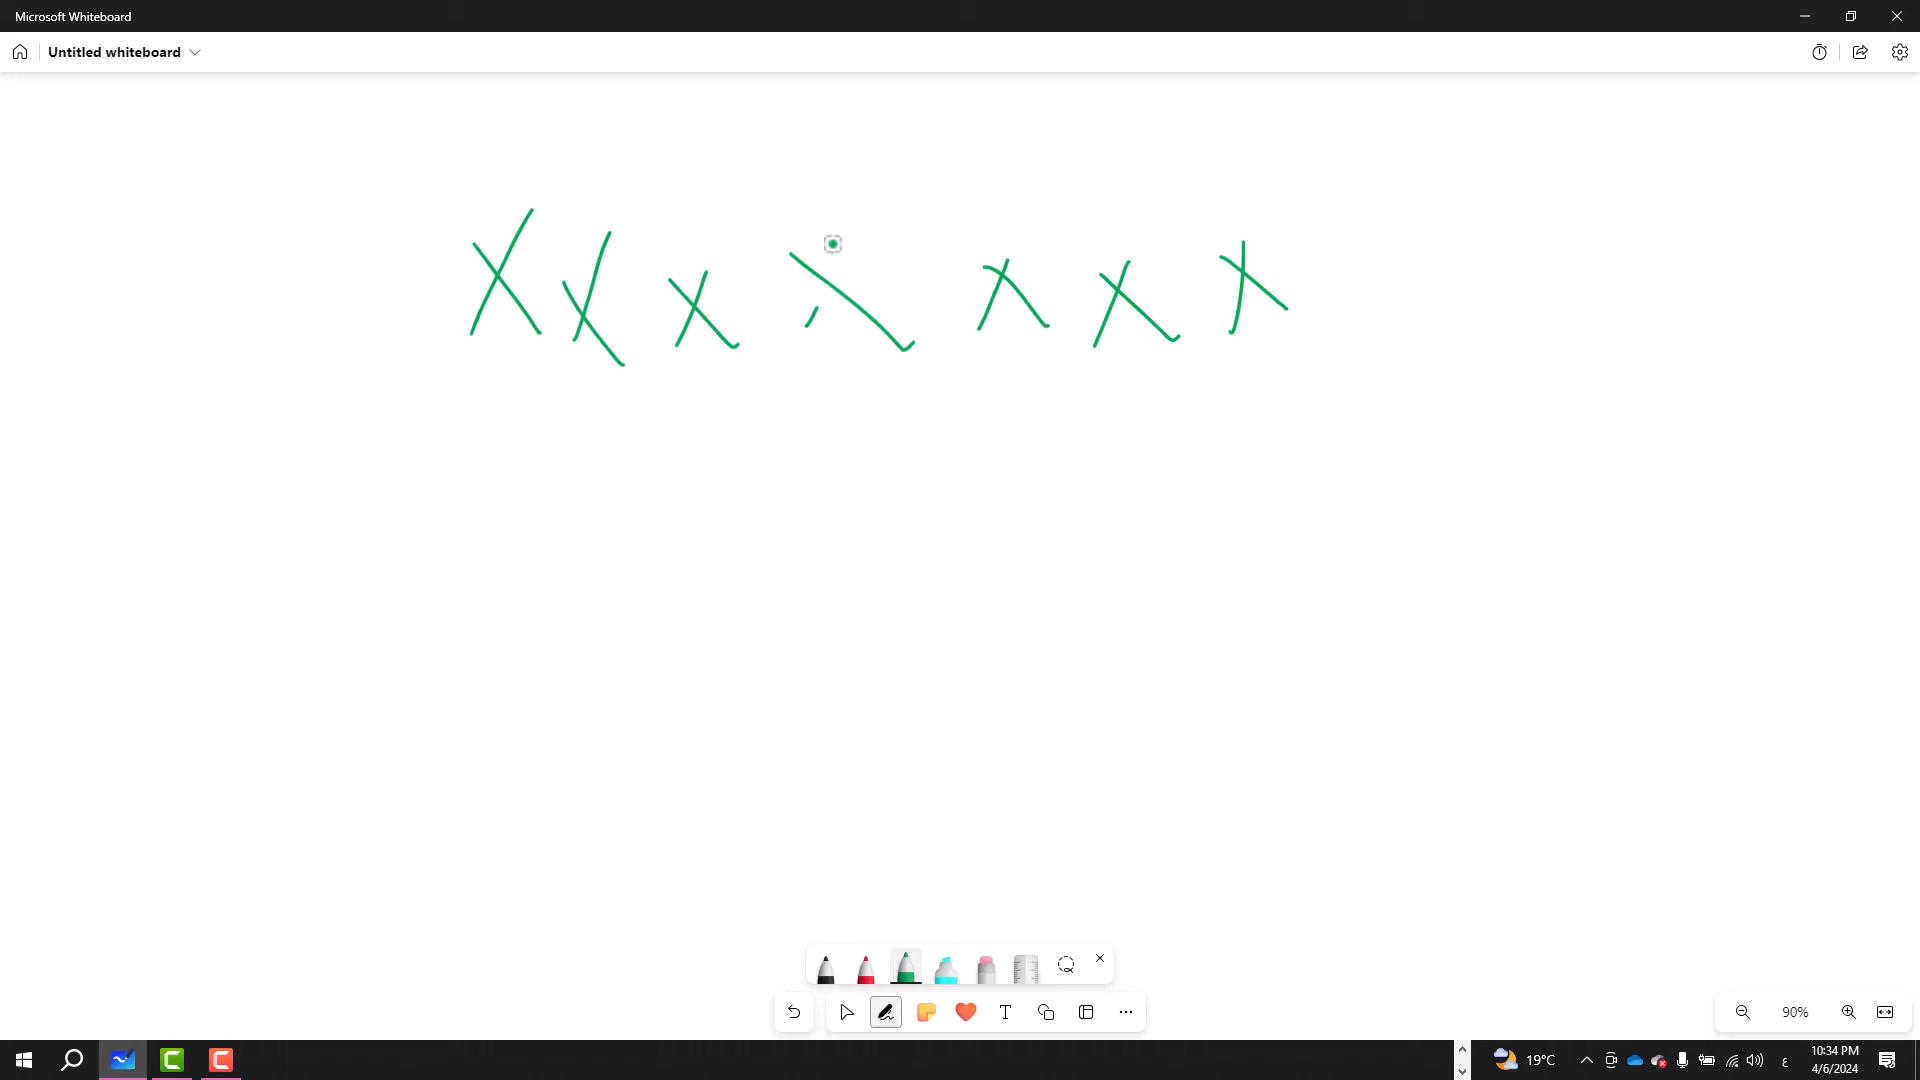 Microsoft Whiteboard
Untitled whiteboard
X X X X X X
T
90%
19°C
ع
10:34 PM
4/6/2024